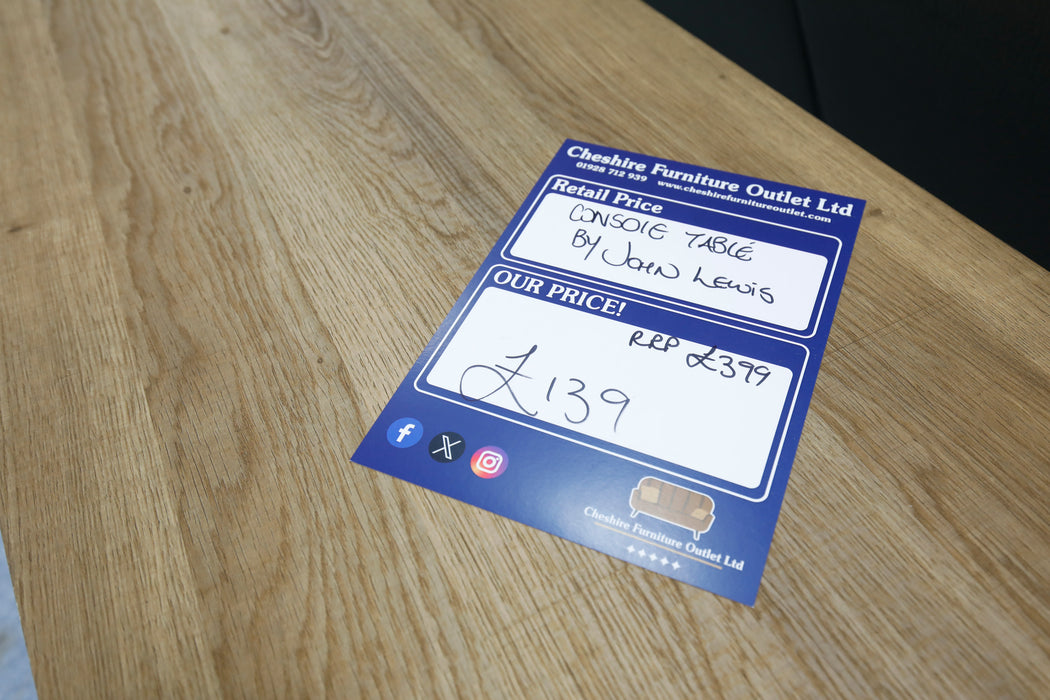 Cheshire Furniture Outlet Ltd
01928 712 939 www.cheshirefurnitureoutlet.com
Retail Price
CONSOLE TABLE
BY JOHN LEWIS
OUR PRICE!
RRP £399
£139
Cheshire Furniture Outlet Ltd